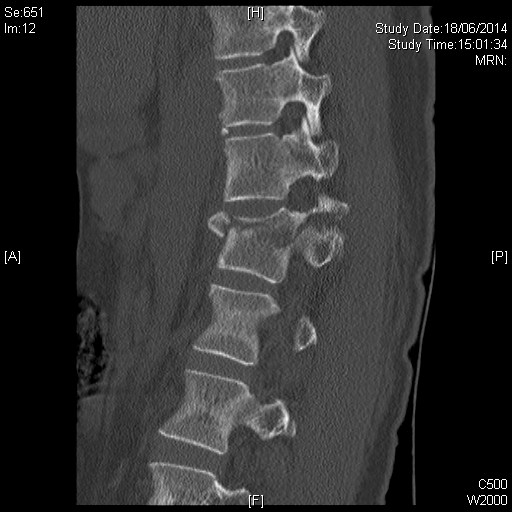 Se:651
Im:12
[H]
Study Date:18/06/2014
Study Time:15:01:34
MRN:
[A]
[P]
C500
W2000
[F]